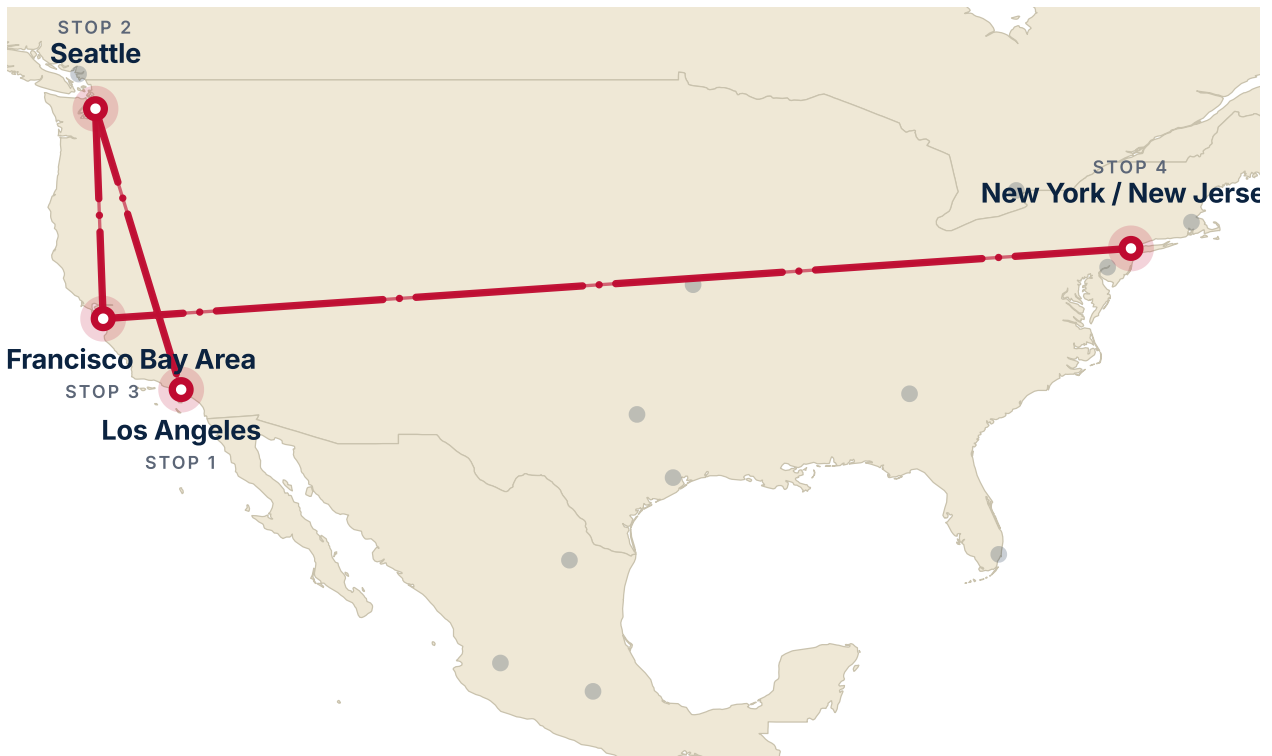 STOP 2
Seattle
STOP 4
New York / New Jerse
Francisco Bay Area
STOP 3
Los Angeles
STOP 1